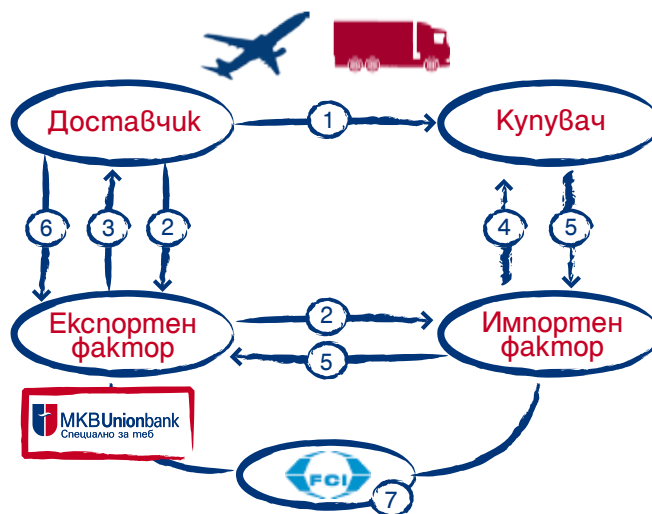 Доставчик
1
Купувач
6
3
2
4
5
Експортен
фактор
2
5
Импортен
фактор
MKBUnionbank
Специално за теб
FCI
7